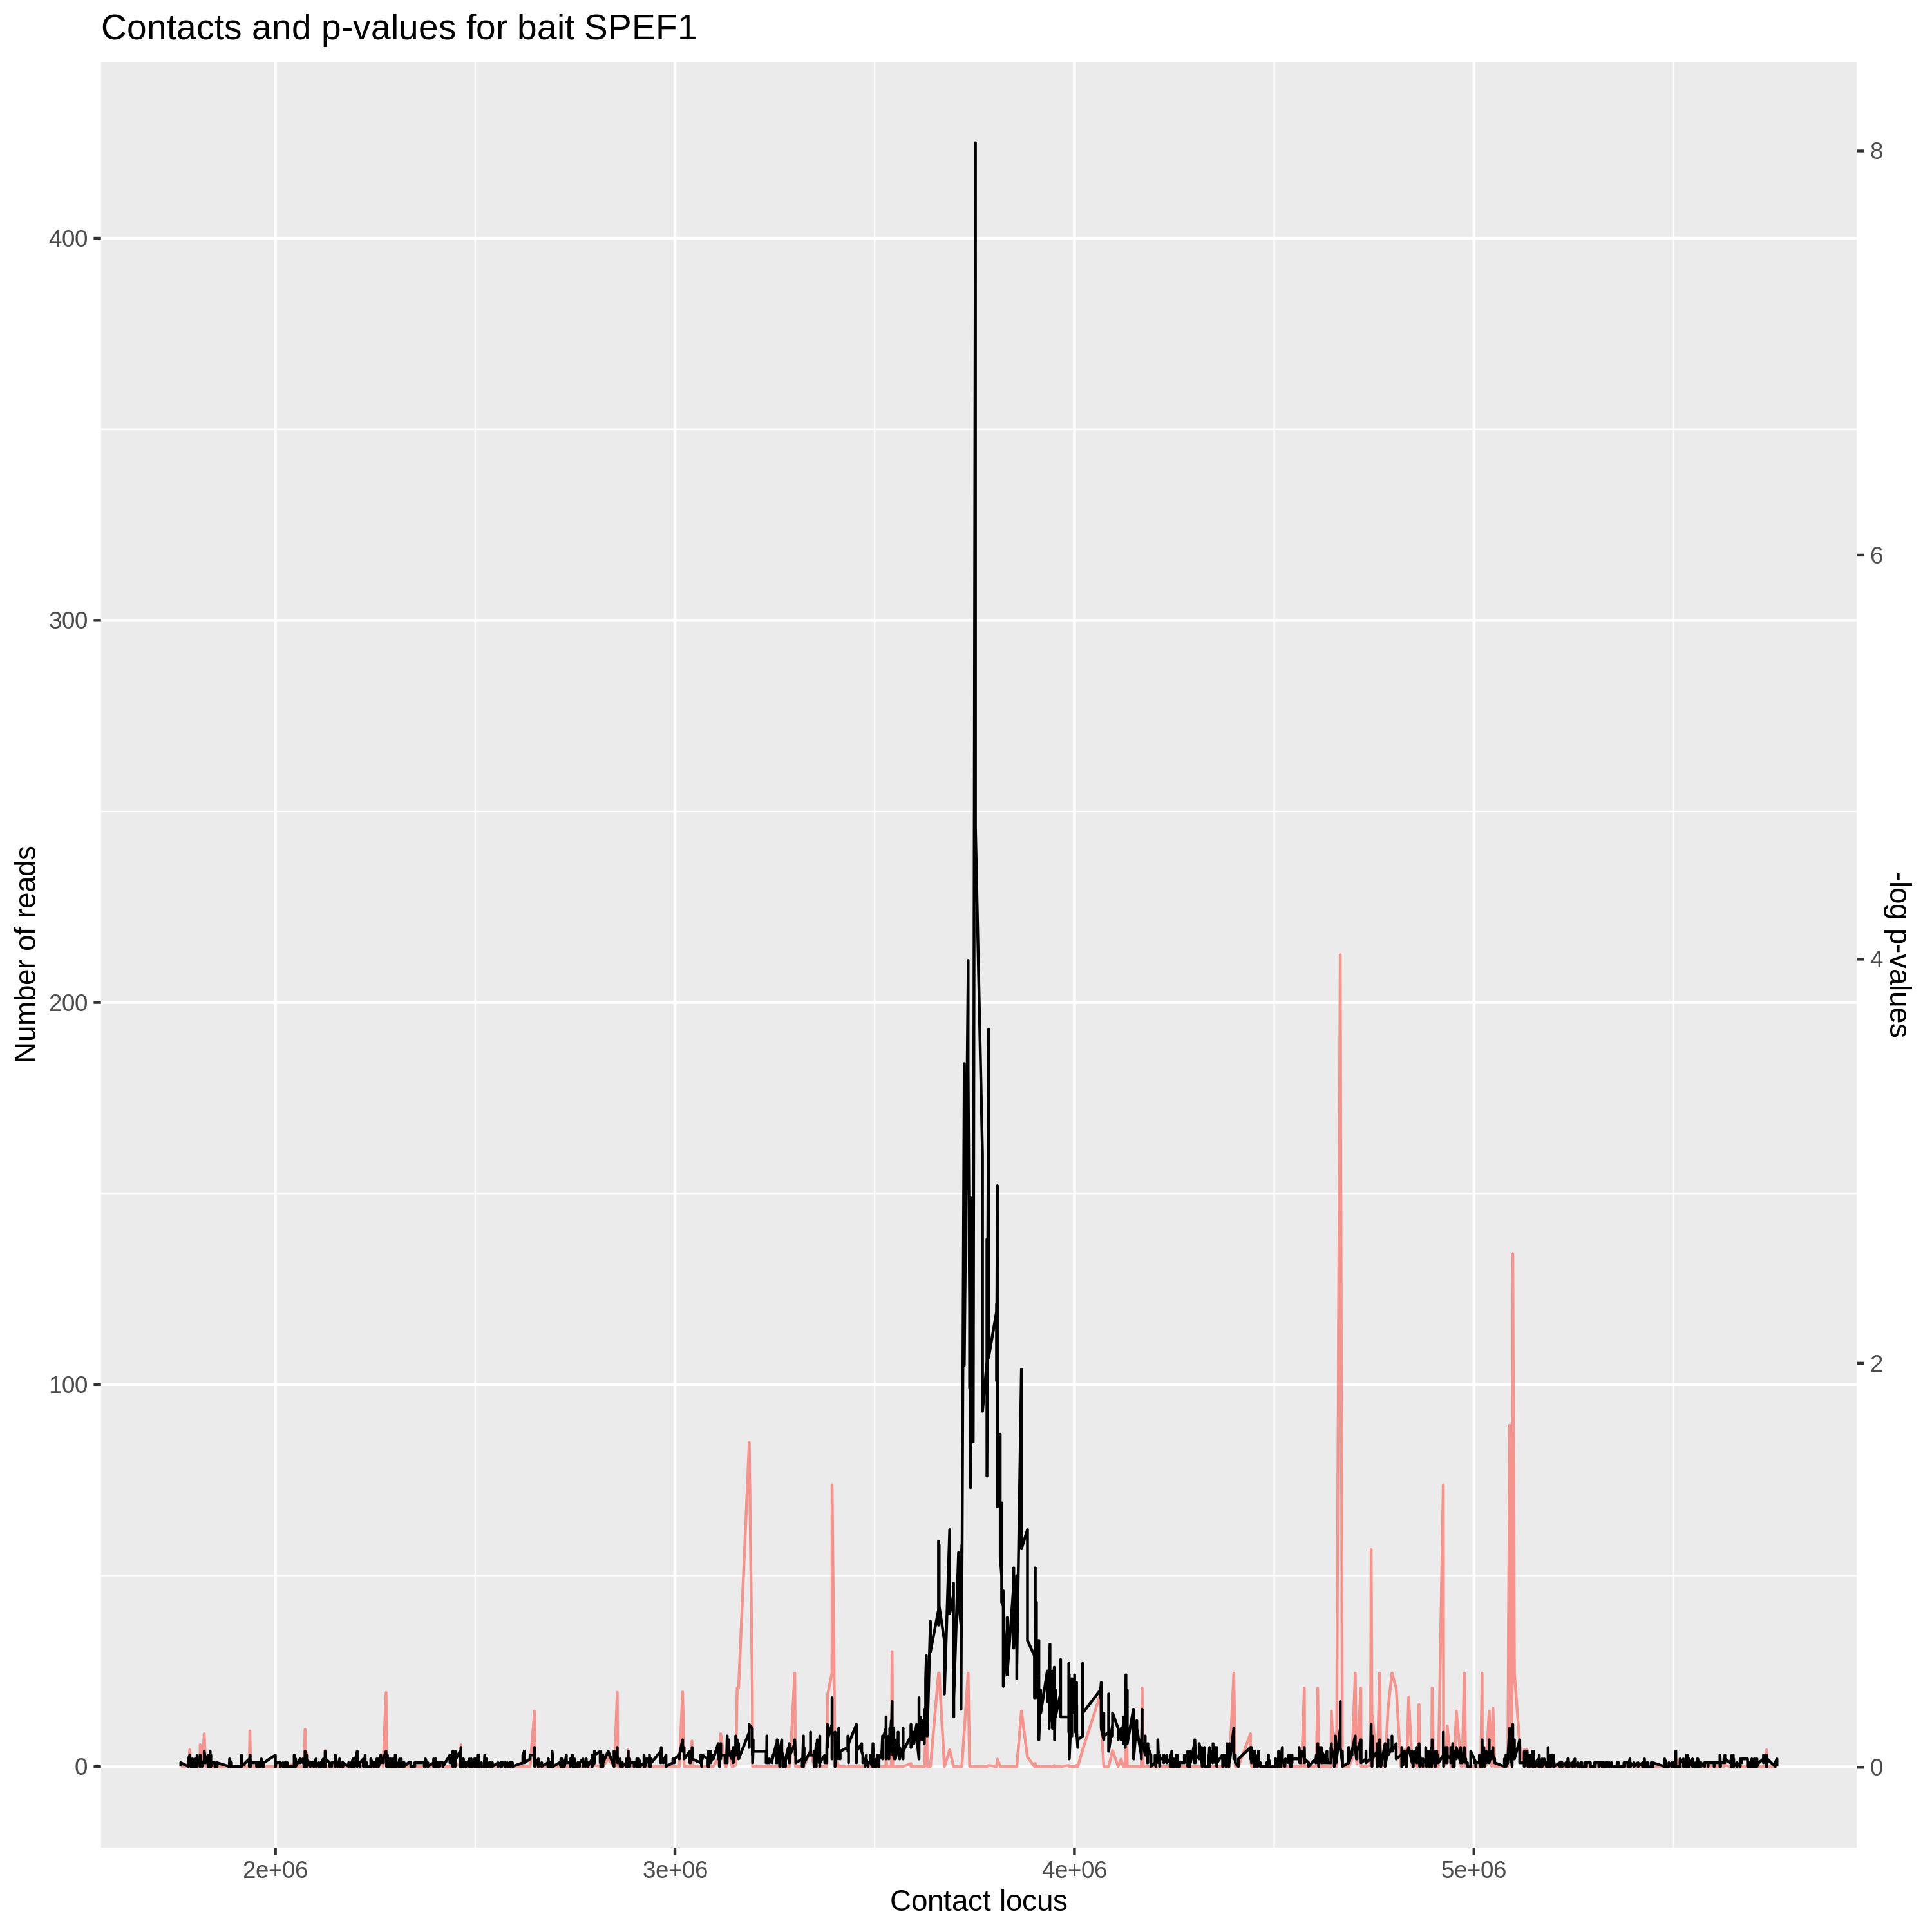 Contacts and p-values for bait SPEF1
400
300
200
100
0
8
6
4
2
0
Number of reads
-log p-values
2e+06
3e+06
4e+06
5e+06
Contact locus